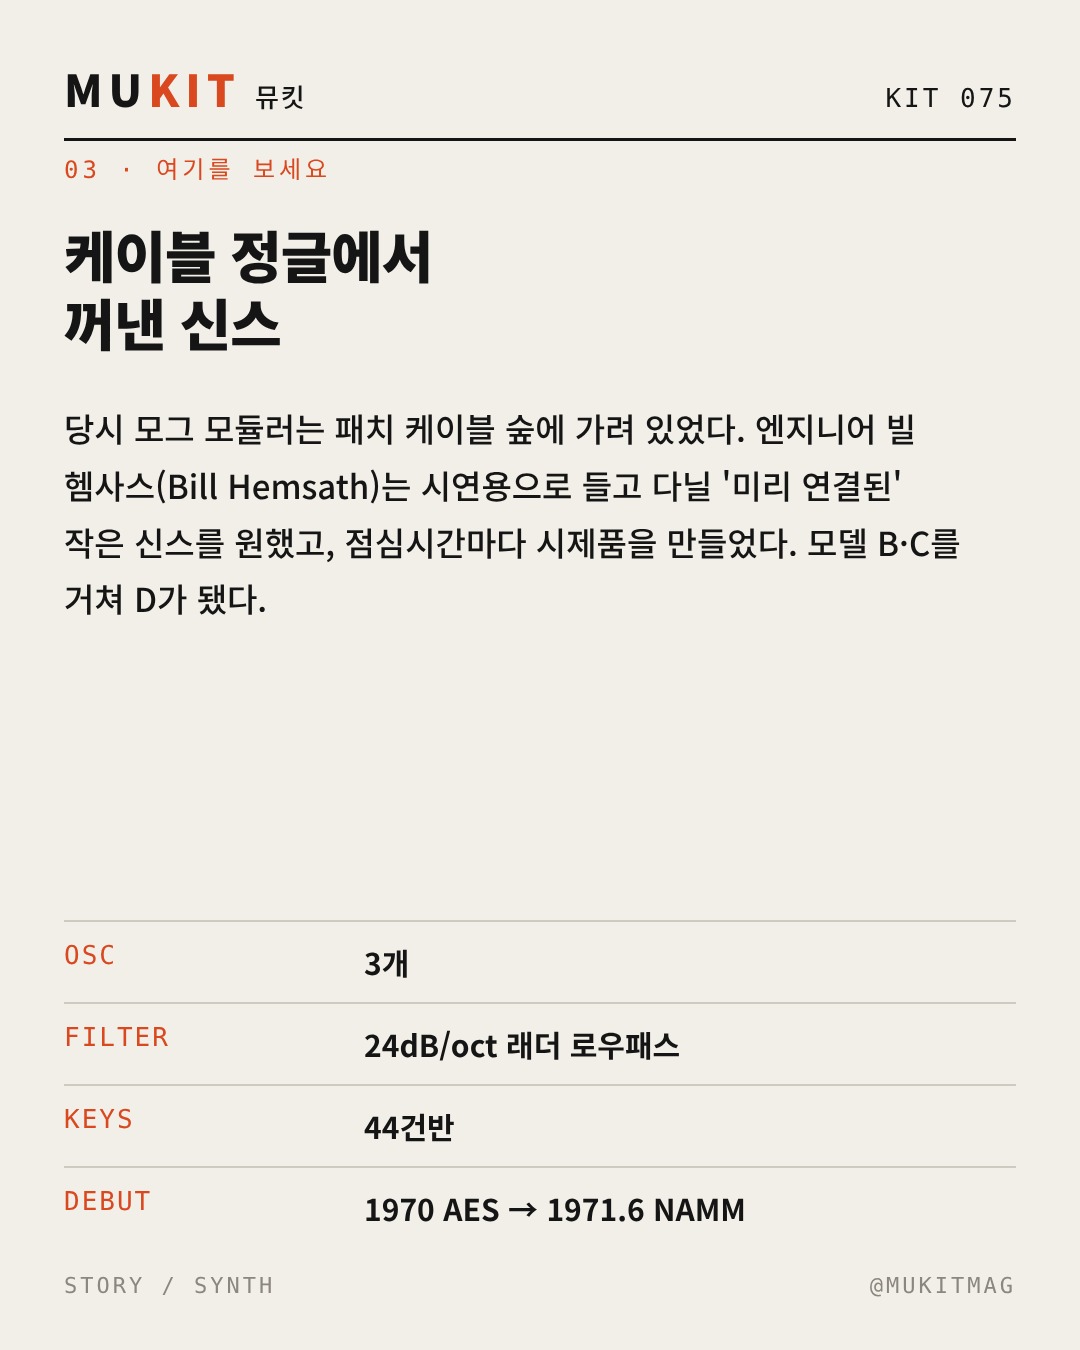 MUKIT 뮤킷
KIT 075
03 · 여기를 보세요
케이블 정글에서
꺼낸 신스
당시 모그 모듈러는 패치 케이블 숲에 가려 있었다. 엔지니어 빌
헴사스(Bill Hemsath)는 시연용으로 들고 다닐 '미리 연결된'
작은 신스를 원했고, 점심시간마다 시제품을 만들었다. 모델 B·C를
거쳐 D가 됐다.
OSC 3개
FILTER 24dB/oct 래더 로우패스
KEYS 44건반
DEBUT 1970 AES → 1971.6 NAMM
STORY / SYNTH
@MUKITMAG